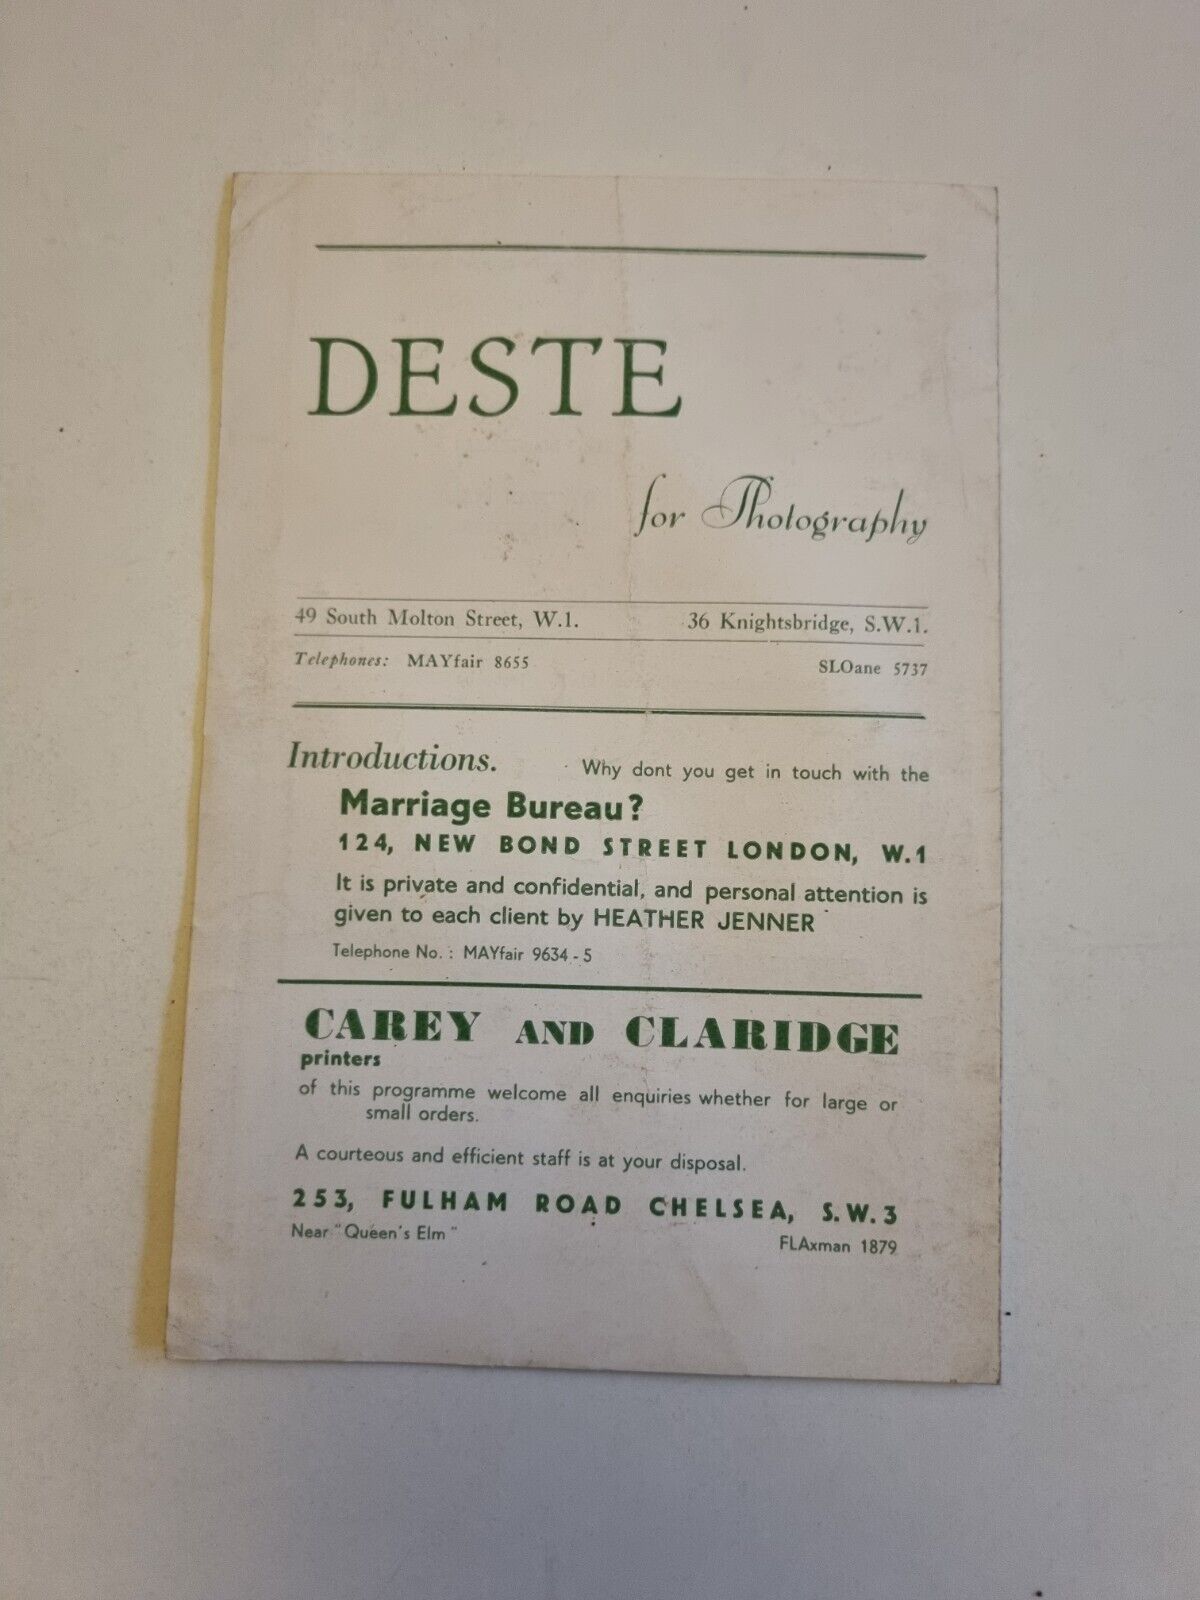 DESTE
for Photography
49 South Molton Street, W.1. 36 Knightsbridge, S.W.1.
Telephones: MAYfair 8655 SLOane 5737
Introductions. Why dont you get in touch with the
Marriage Bureau?
124, NEW BOND STREET LONDON, W.1
It is private and confidential, and personal attention is
given to each client by HEATHER JENNER
Telephone No. : MAYfair 9634 - 5
CAREY AND CLARIDGE
printers
of this programme welcome all enquiries whether for large or
small orders.
A courteous and efficient staff is at your disposal.
253, FULHAM ROAD CHELSEA, S.W.3
Near "Queen's Elm" FLAxman 1879